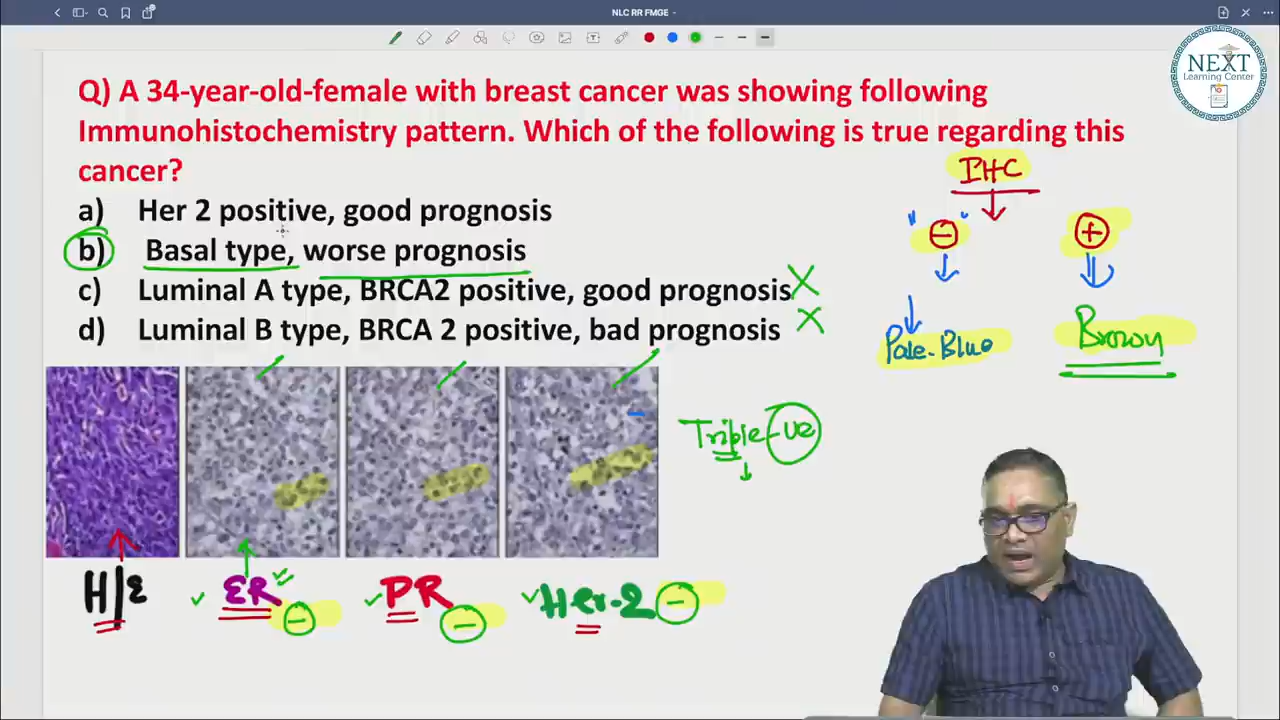 NLC RR FMGE
NEXT
Learning Center
Q) A 34-year-old-female with breast cancer was showing following
Immunohistochemistry pattern. Which of the following is true regarding this
cancer?
a) Her 2 positive, good prognosis
b) Basal type, worse prognosis
c) Luminal A type, BRCA2 positive, good prognosis X
d) Luminal B type, BRCA 2 positive, bad prognosis X
IHC
" - " +
Pale-Blue Brown
Triple -ve
H/E ER - PR - Her-2 -